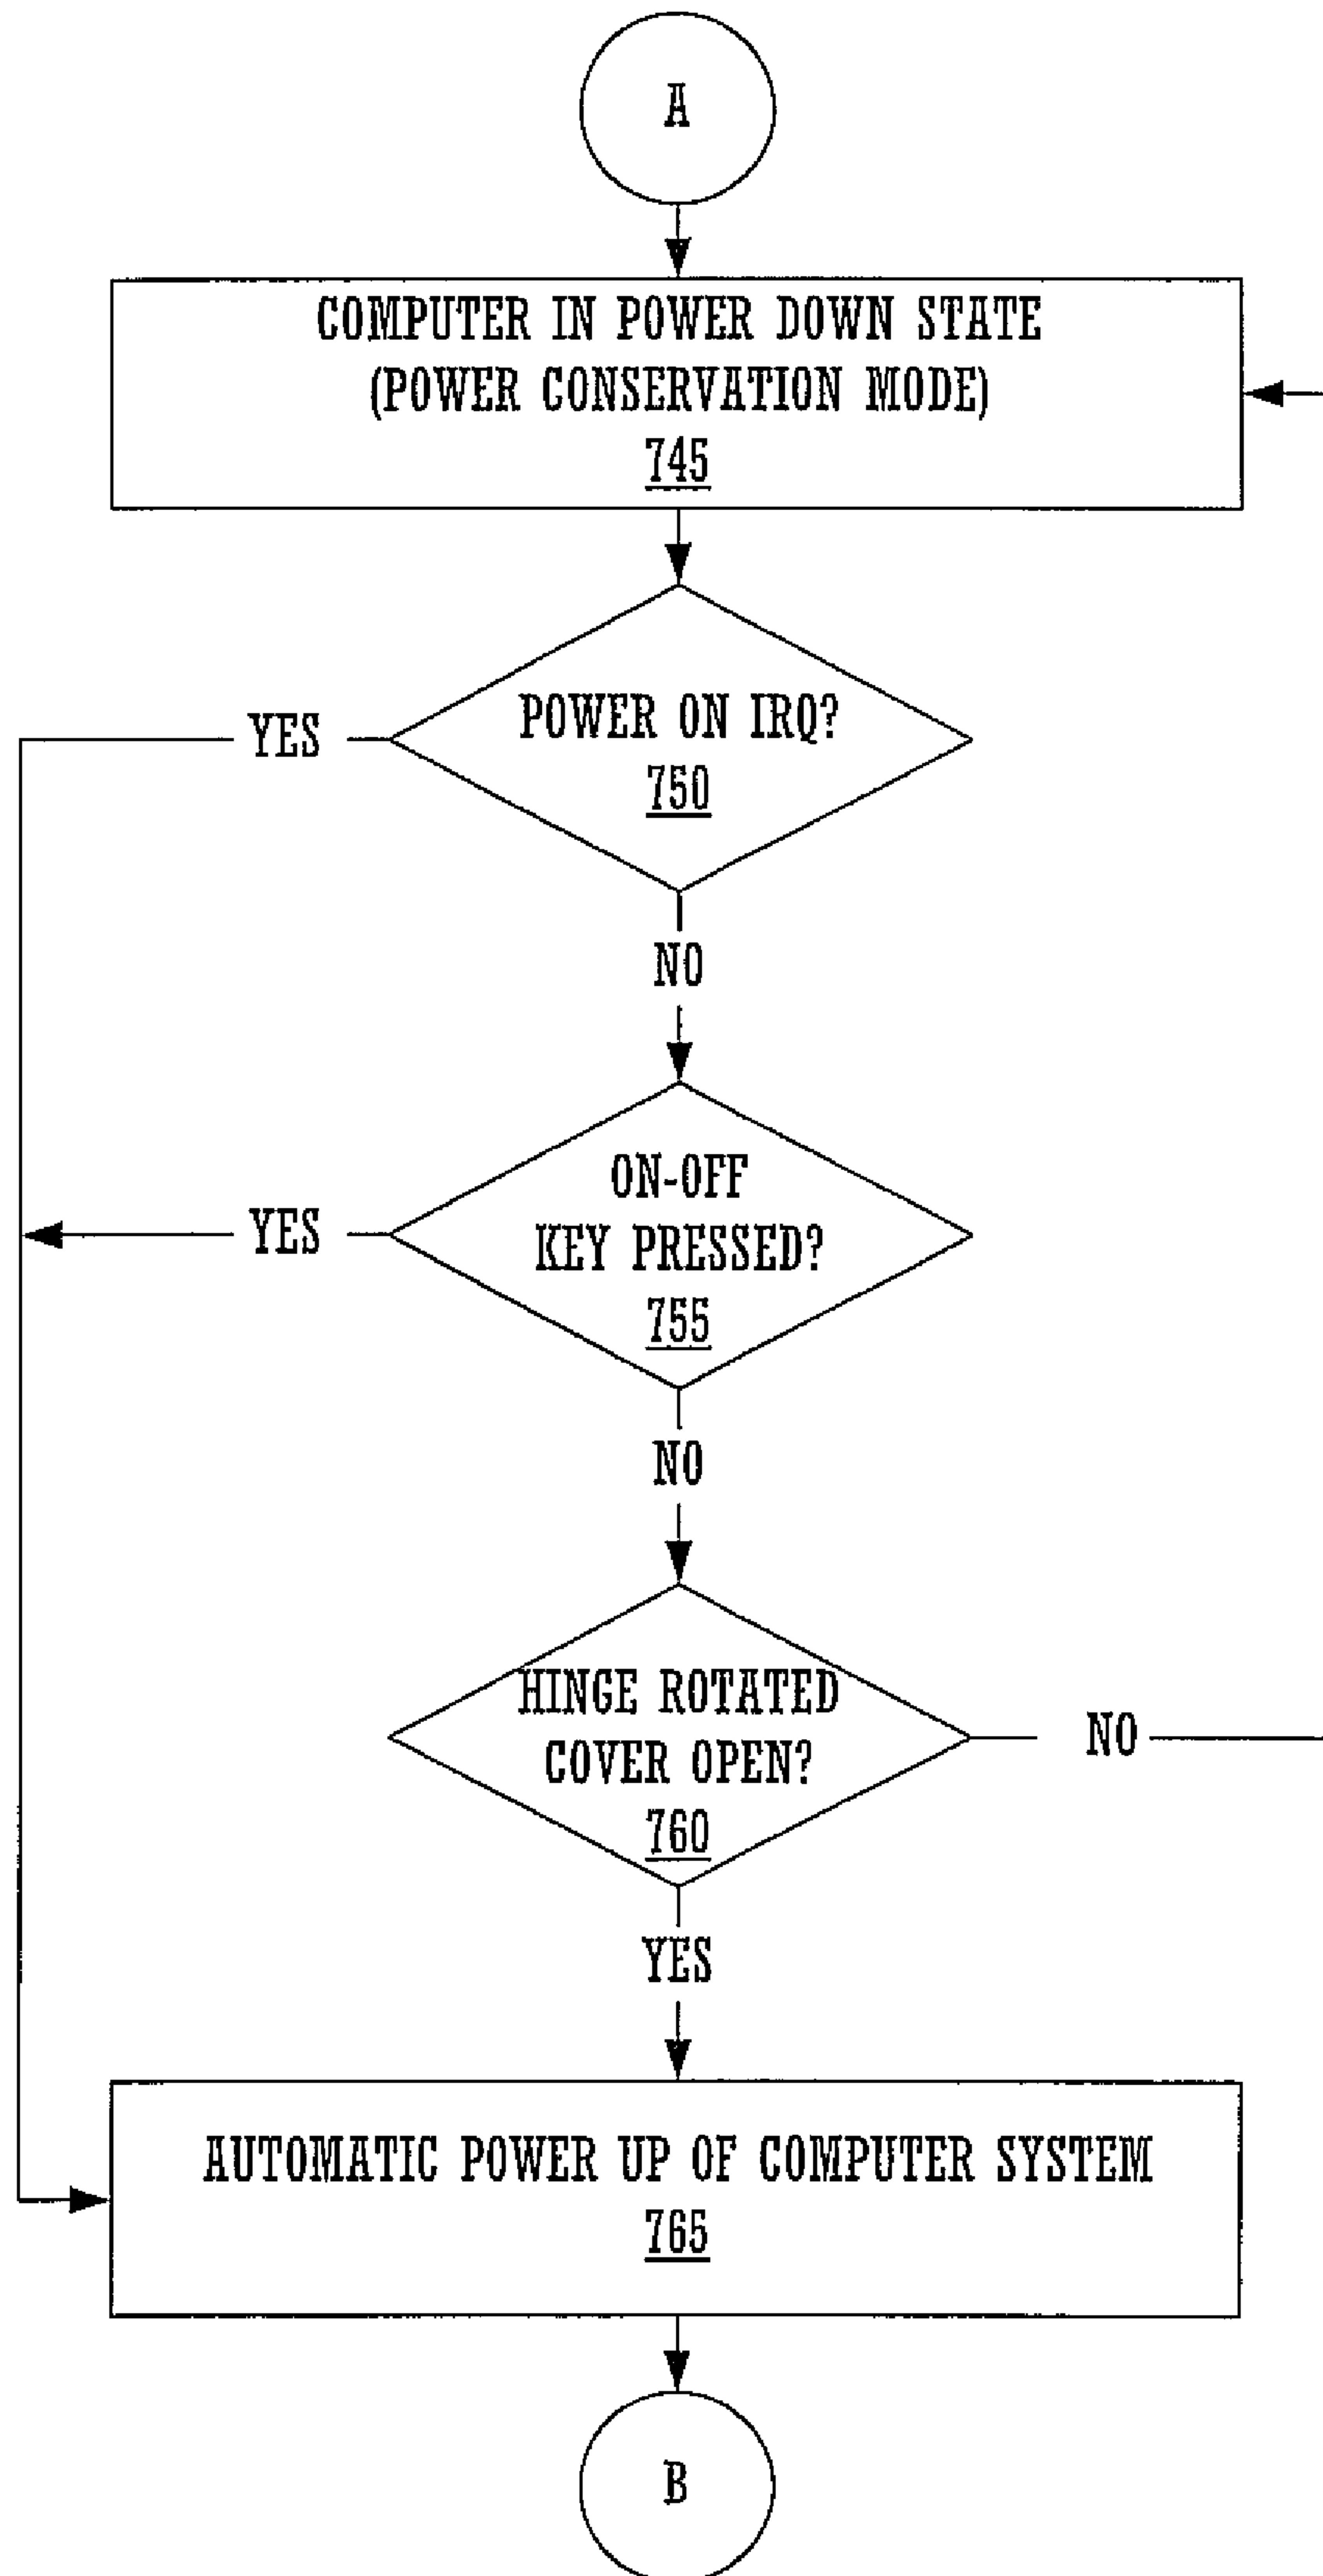 A
COMPUTER IN POWER DOWN STATE
(POWER CONSERVATION MODE)
745
POWER ON IRQ?
750
YES
NO
ON-OFF
KEY PRESSED?
755
YES
NO
HINGE ROTATED
COVER OPEN?
760
NO
YES
AUTOMATIC POWER UP OF COMPUTER SYSTEM
765
B